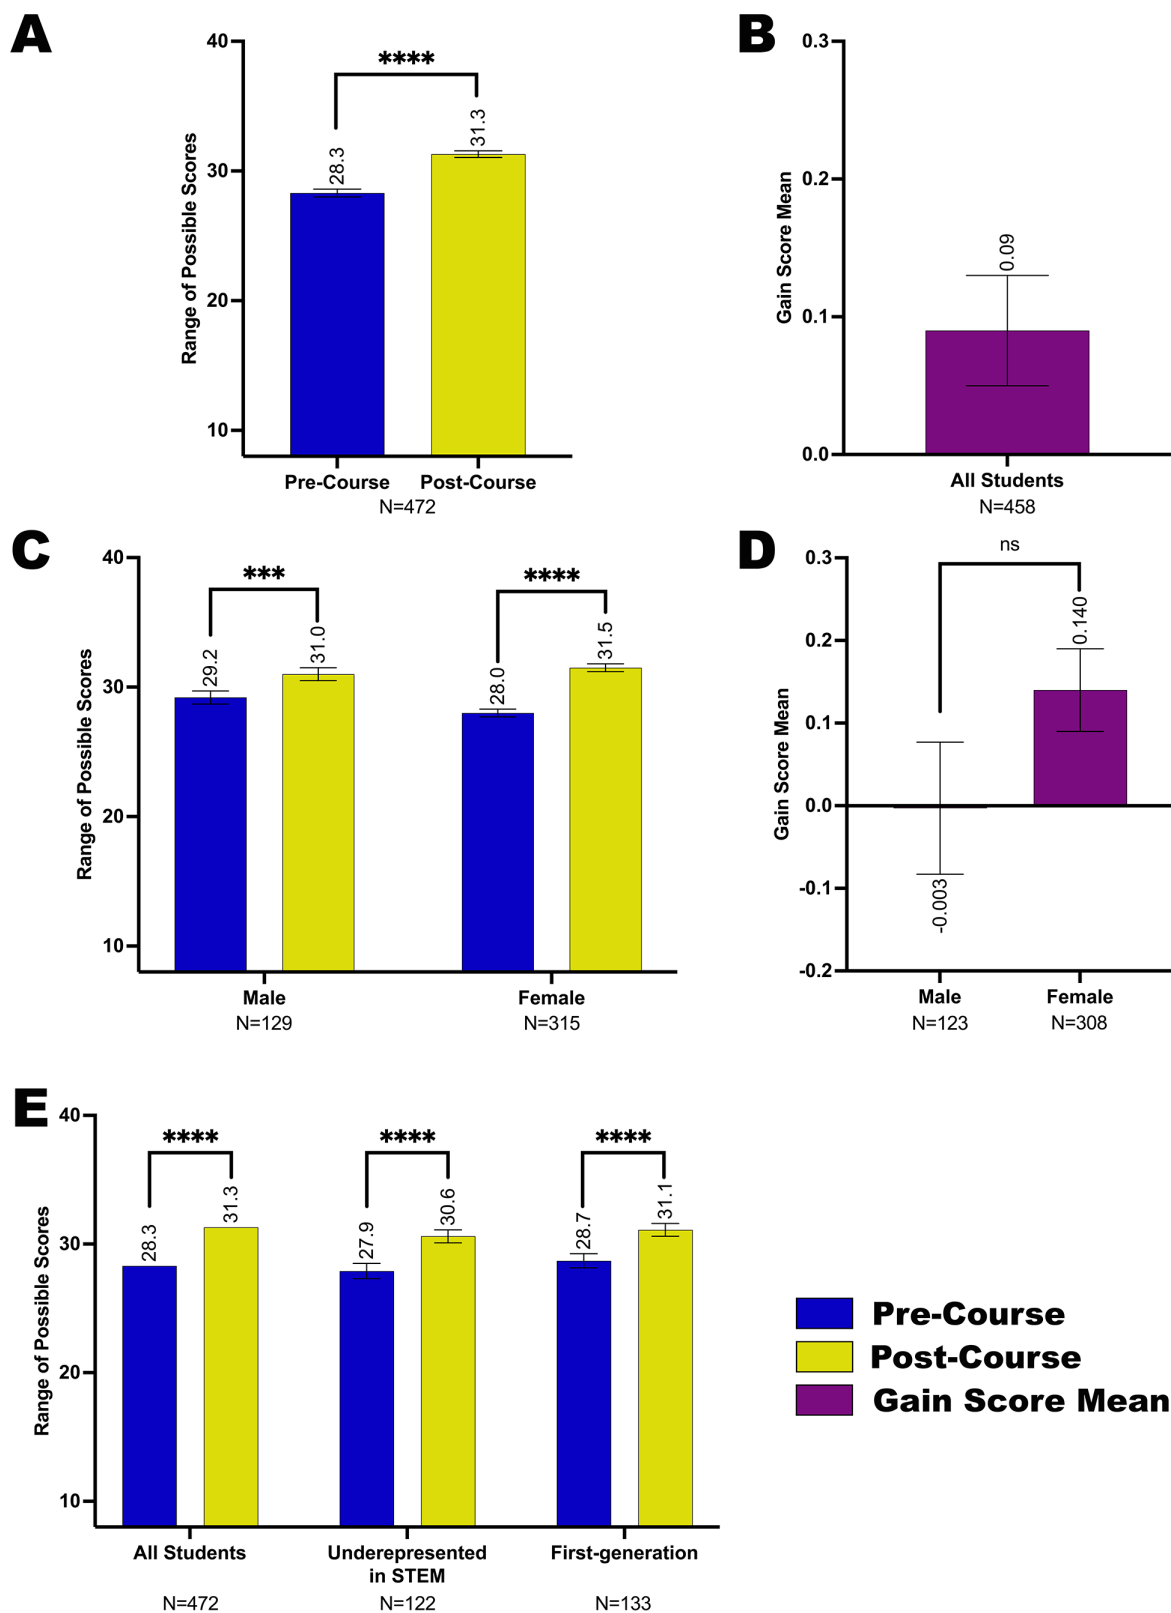 A
40
30
20
10
Range of Possible Scores
****
28.3
31.3
Pre-Course
Post-Course
N=472
B
0.3
0.2
0.1
0.0
Gain Score Mean
0.09
All Students
N=458
C
40
30
20
10
Range of Possible Scores
***
29.2
31.0
****
28.0
31.5
Male
N=129
Female
N=315
D
0.3
0.2
0.1
0.0
-0.1
-0.2
Gain Score Mean
ns
-0.003
0.140
Male
N=123
Female
N=308
E
40
30
20
10
Range of Possible Scores
****
28.3
31.3
****
27.9
30.6
****
28.7
31.1
All Students
N=472
Underepresented
in STEM
N=122
First-generation
N=133
Pre-Course
Post-Course
Gain Score Mean